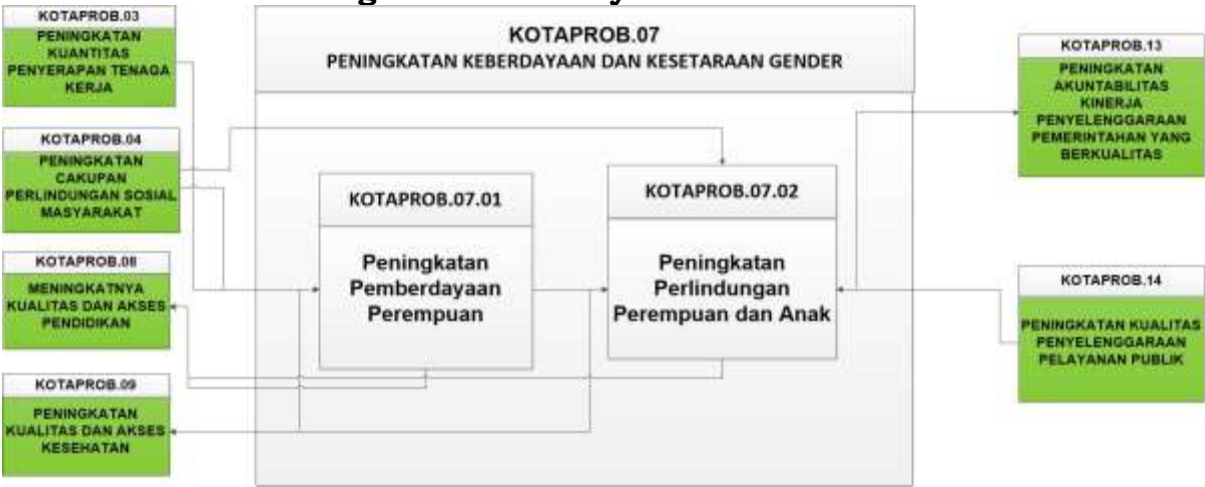 KOTAPROB.03
PENINGKATAN
KUANTITAS
PENYERAPAN TENAGA
KERJA
KOTAPROB.04
PENINGKATAN
CAKUPAN
PERLINDUNGAN SOSIAL
MASYARAKAT
KOTAPROB.08
MENINGKATNYA
KUALITAS DAN AKSES
PENDIDIKAN
KOTAPROB.09
PENINGKATAN
KUALITAS DAN AKSES
KESEHATAN
KOTAPROB.07
PENINGKATAN KEBERDAYAAN DAN KESETARAAN GENDER
KOTAPROB.07.01
Peningkatan
Pemberdayaan
Perempuan
KOTAPROB.07.02
Peningkatan
Perlindungan
Perempuan dan Anak
KOTAPROB.13
PENINGKATAN
AKUNTABILITAS
KINERJA
PENYELENGGARAAN
PEMERINTAHAN YANG
BERKUALITAS
KOTAPROB.14
PENINGKATAN KUALITAS
PENYELENGGARAAN
PELAYANAN PUBLIK